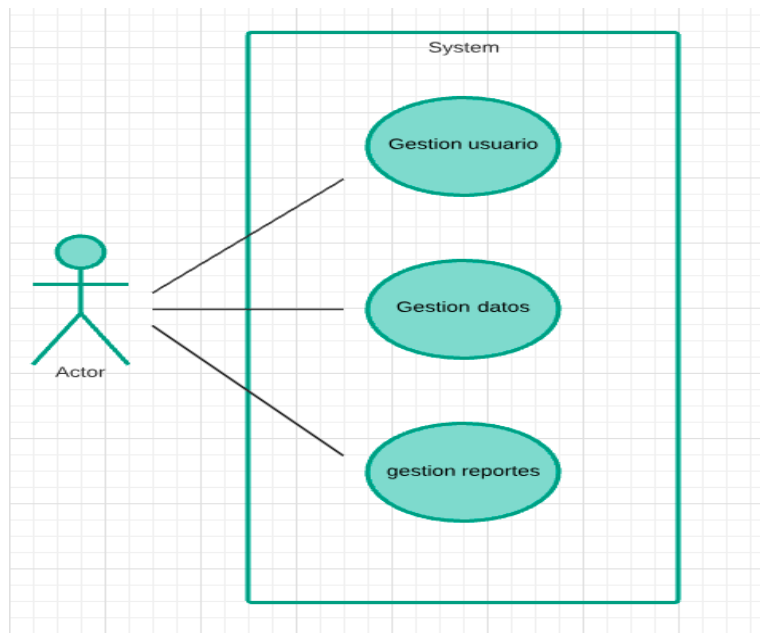 System
Gestion usuario
Gestion datos
Actor
gestion reportes